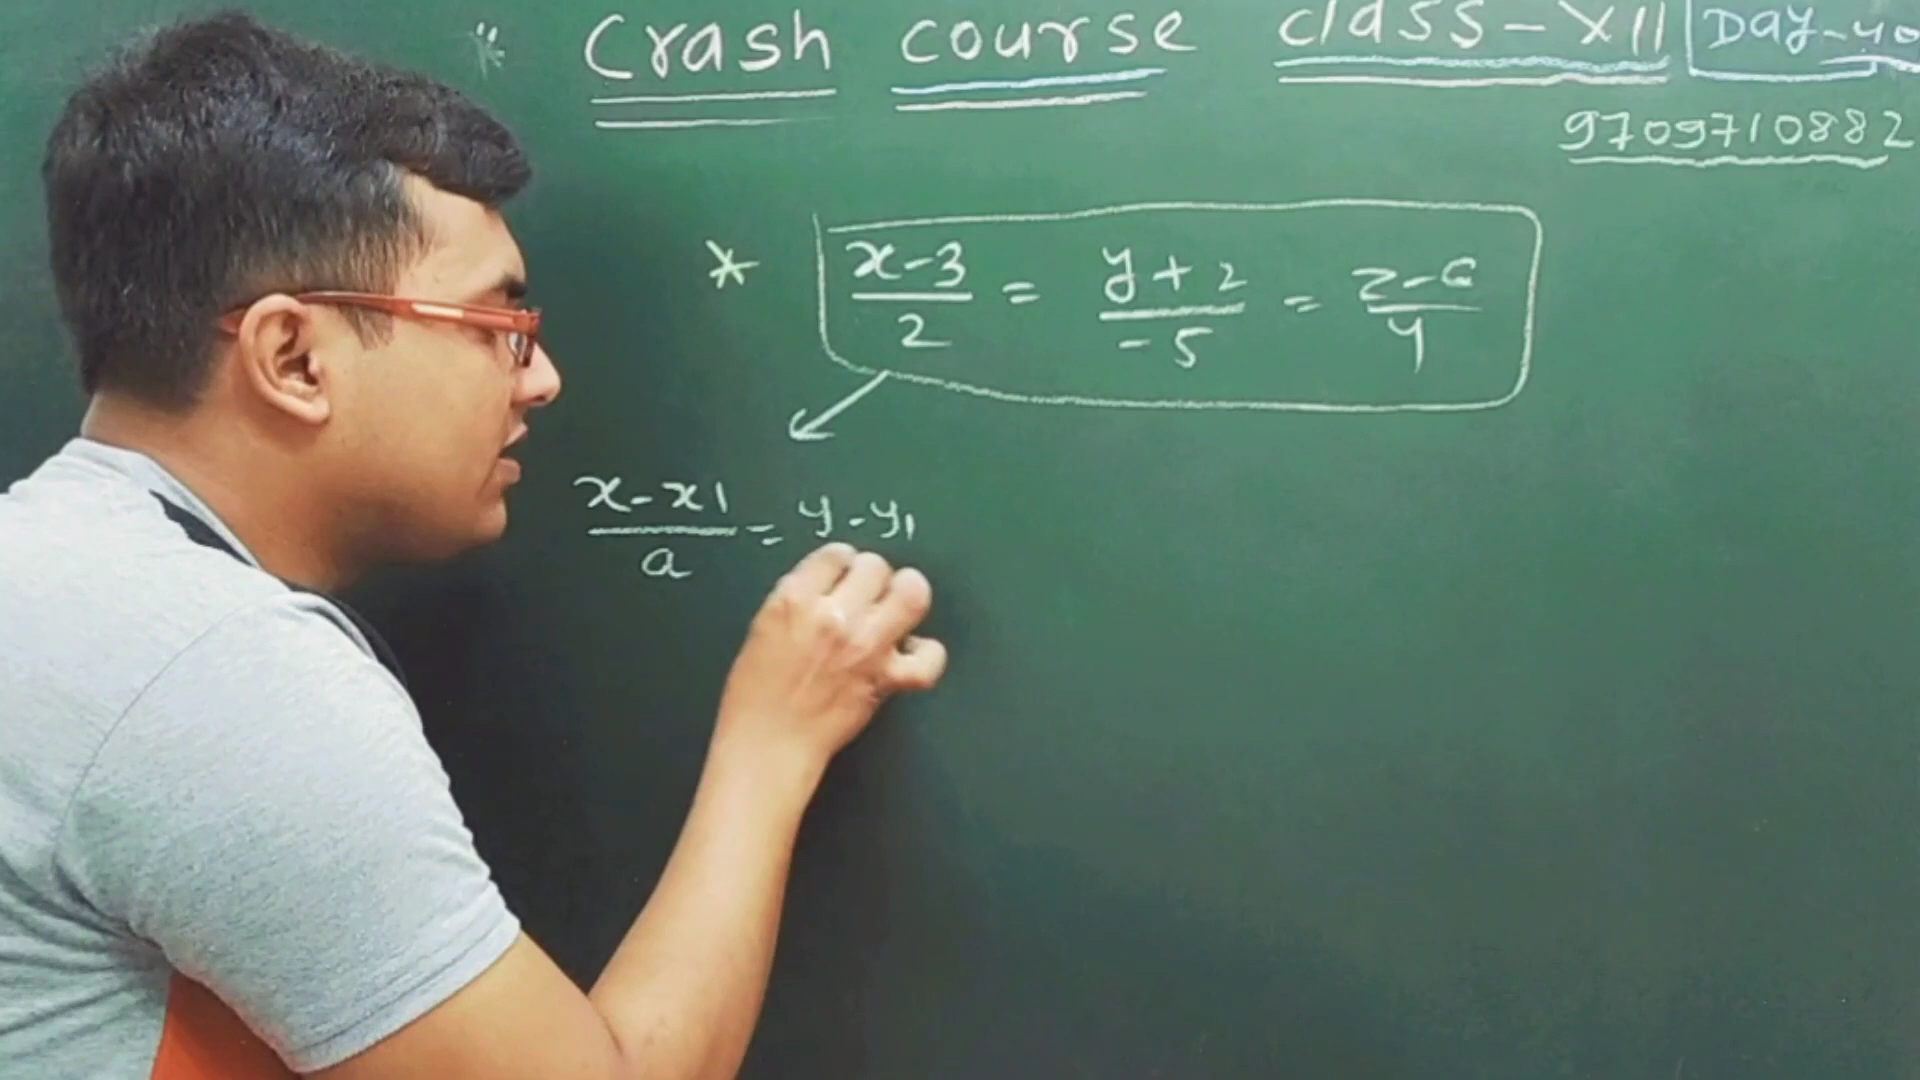 " Crash course class-XII Day-40
9709710882
* x-3/2 = y+2/-5 = z-6/4
x-x1/a = y-y1